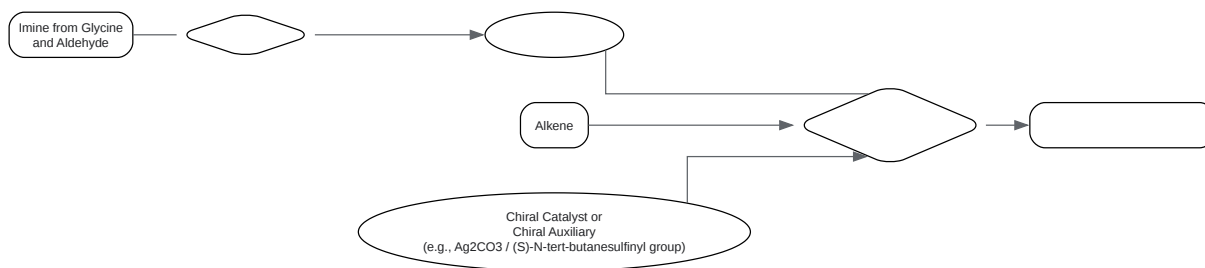 Imine from Glycine
and Aldehyde
Alkene
Chiral Catalyst or
Chiral Auxiliary
(e.g., Ag2CO3 / (S)-N-tert-butanesulfinyl group)